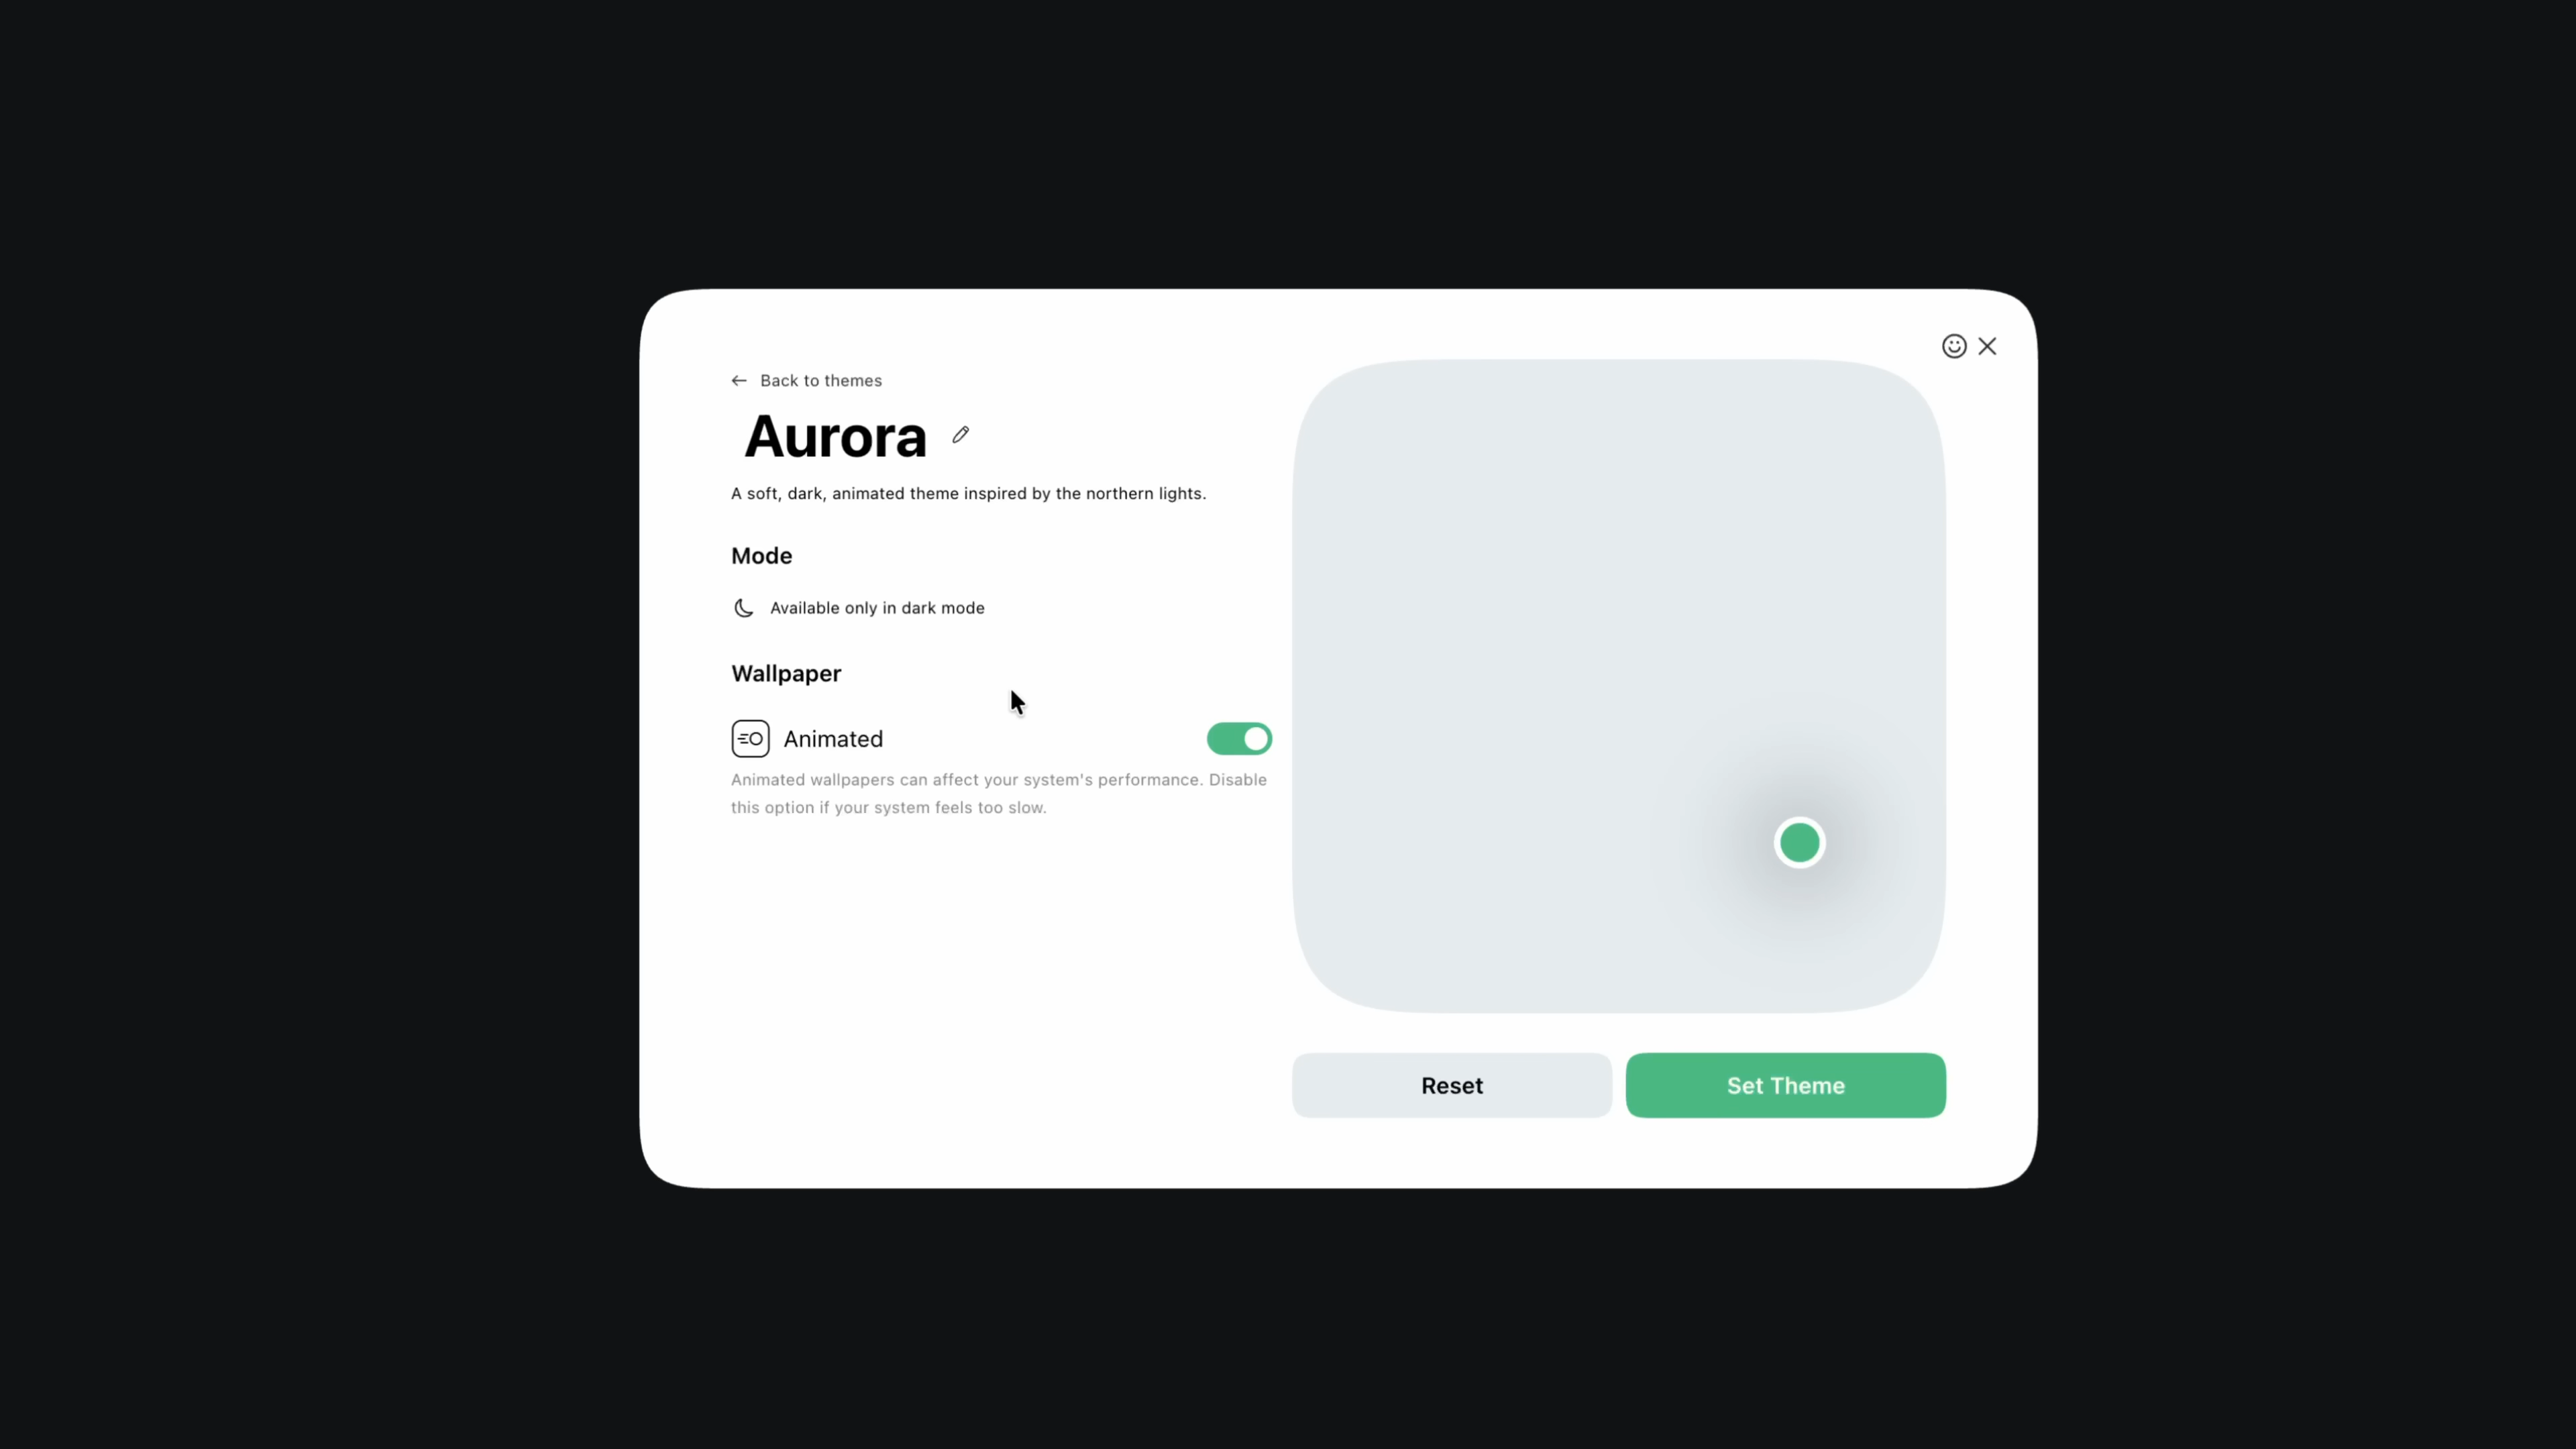 Back to themes
Aurora
A soft, dark, animated theme inspired by the northern lights.
Mode
Available only in dark mode
Wallpaper
Animated
Animated wallpapers can affect your system's performance. Disable
this option if your system feels too slow.
Reset
Set Theme